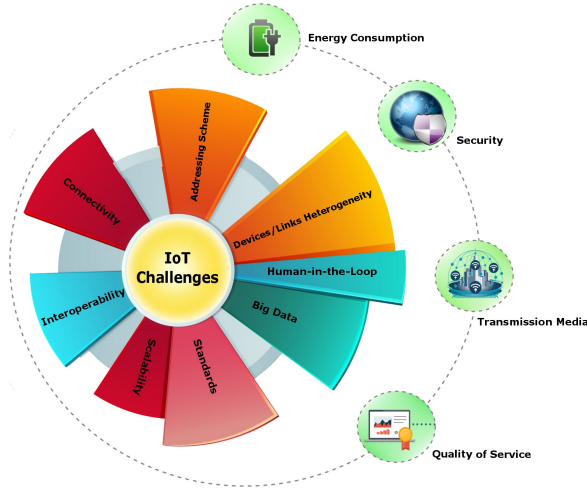 Energy Consumption
Security
Transmission Media
Quality of Service
IoT
Challenges
Addressing Scheme
Devices/Links Heterogeneity
Human-in-the-Loop
Big Data
Standards
Scalability
Interoperability
Connectivity